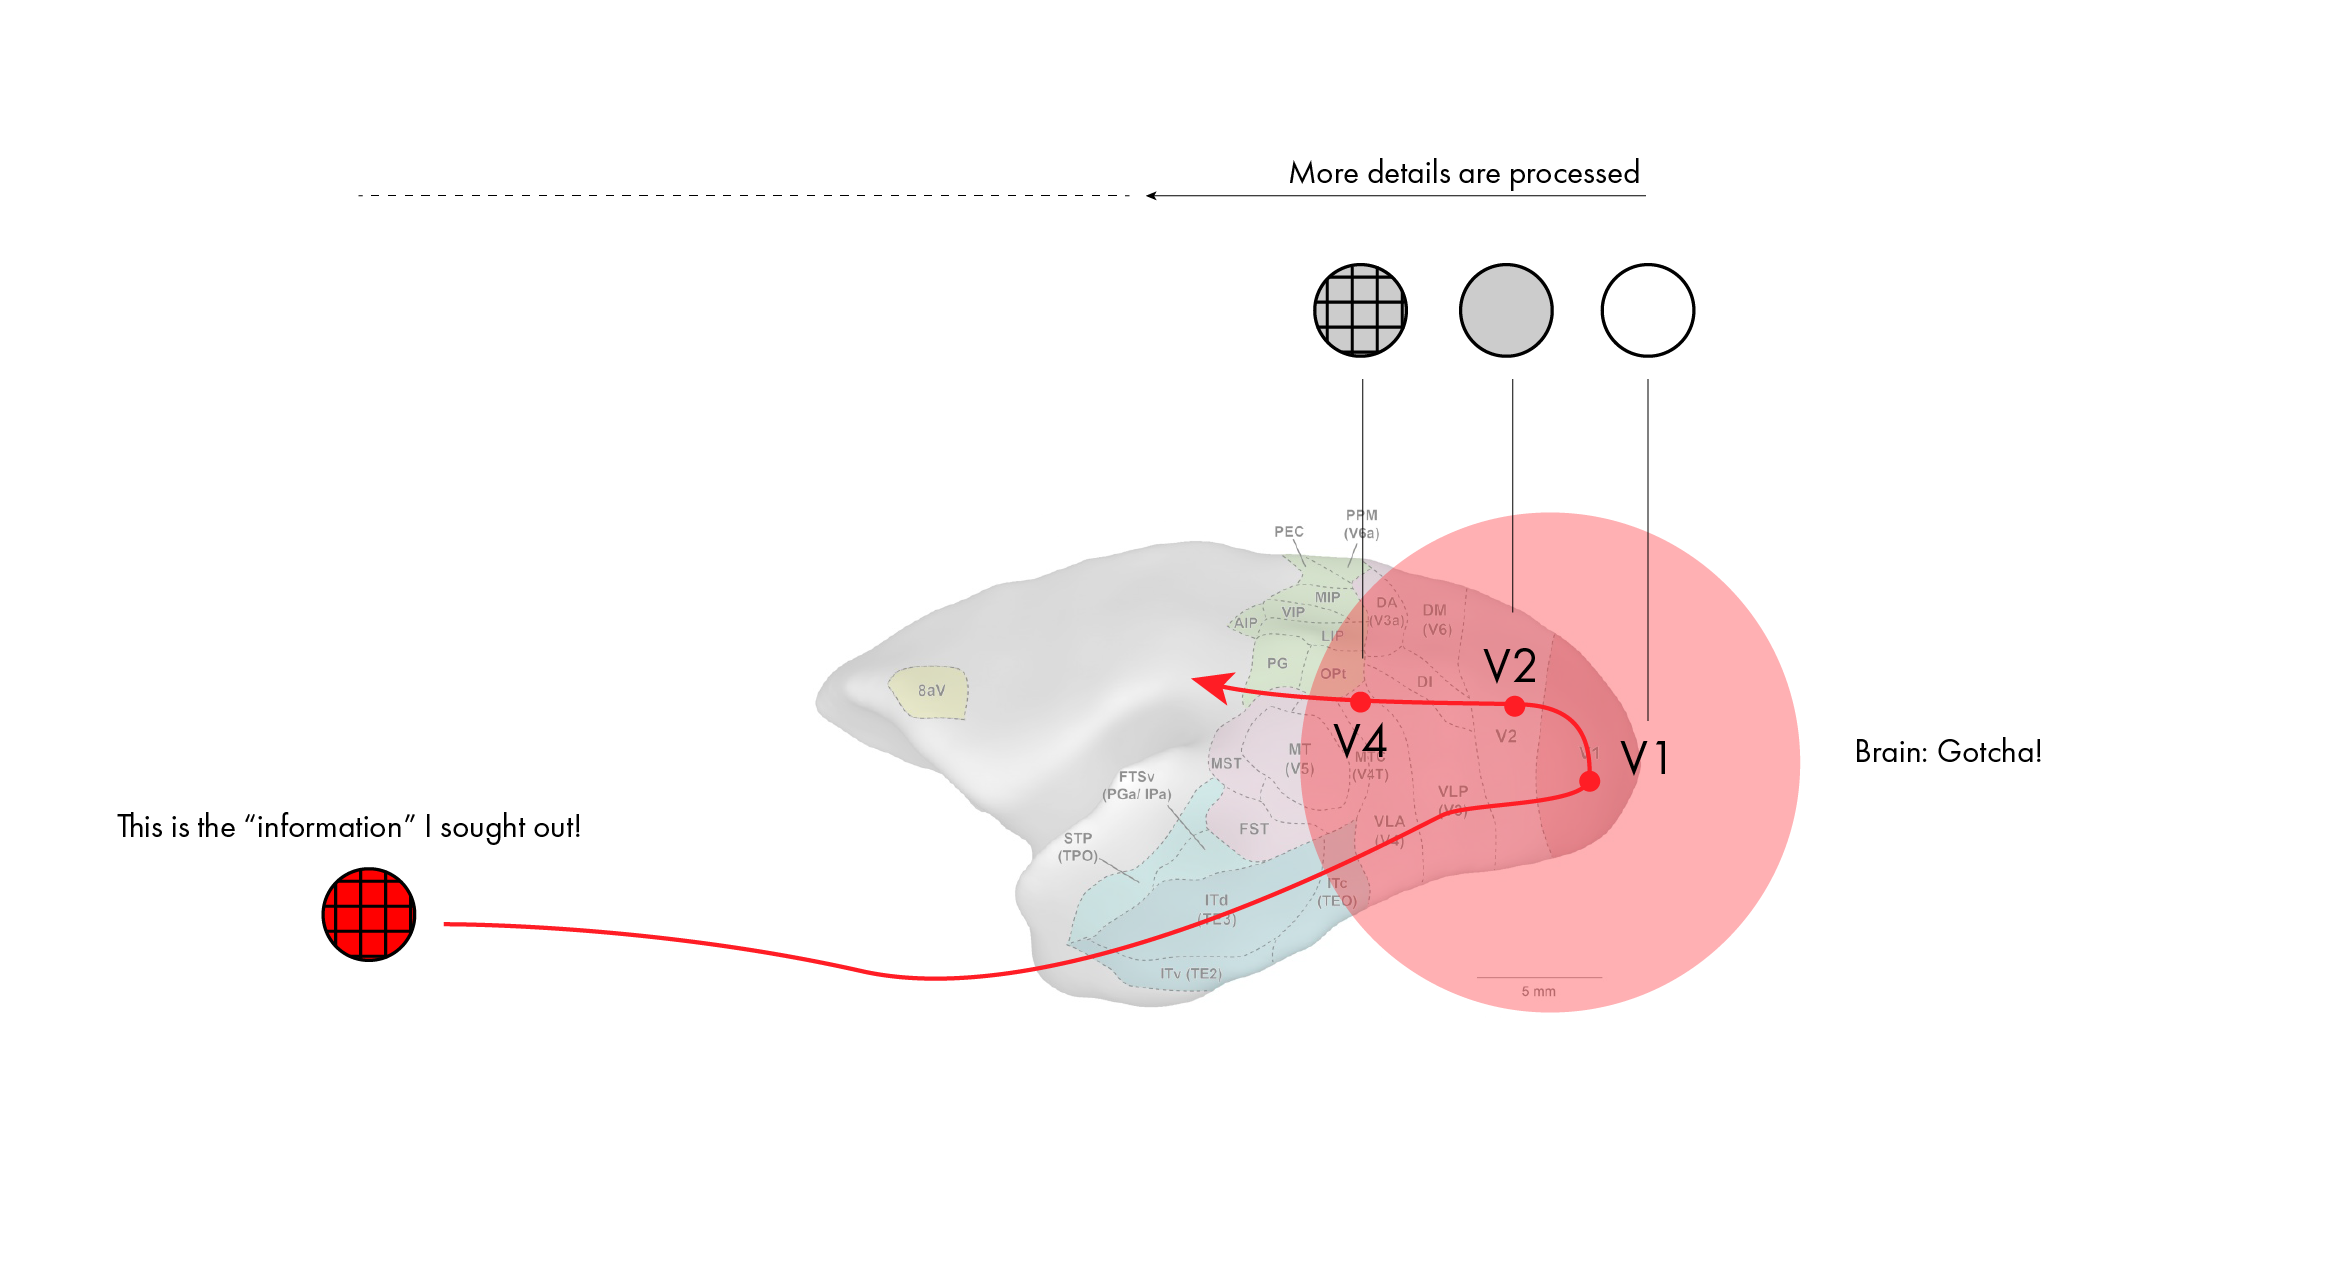 More details are processed
PPM
(V6a)
PEC
MIP
VIP
AIP
LIP
DA
(V3a)
DM
(V6)
PG
OPt
DI
8aV
V2
V4
V2
V1
V1
MT
(V5)
MST
MTC
(V4T)
FTSv
(PGa/ IPa)
VLP
(V3)
VLA
(V4)
FST
STP
(TPO)
ITc
(TEO)
ITd
(TE3)
ITv (TE2)
5 mm
Brain: Gotcha!
This is the “information” I sought out!